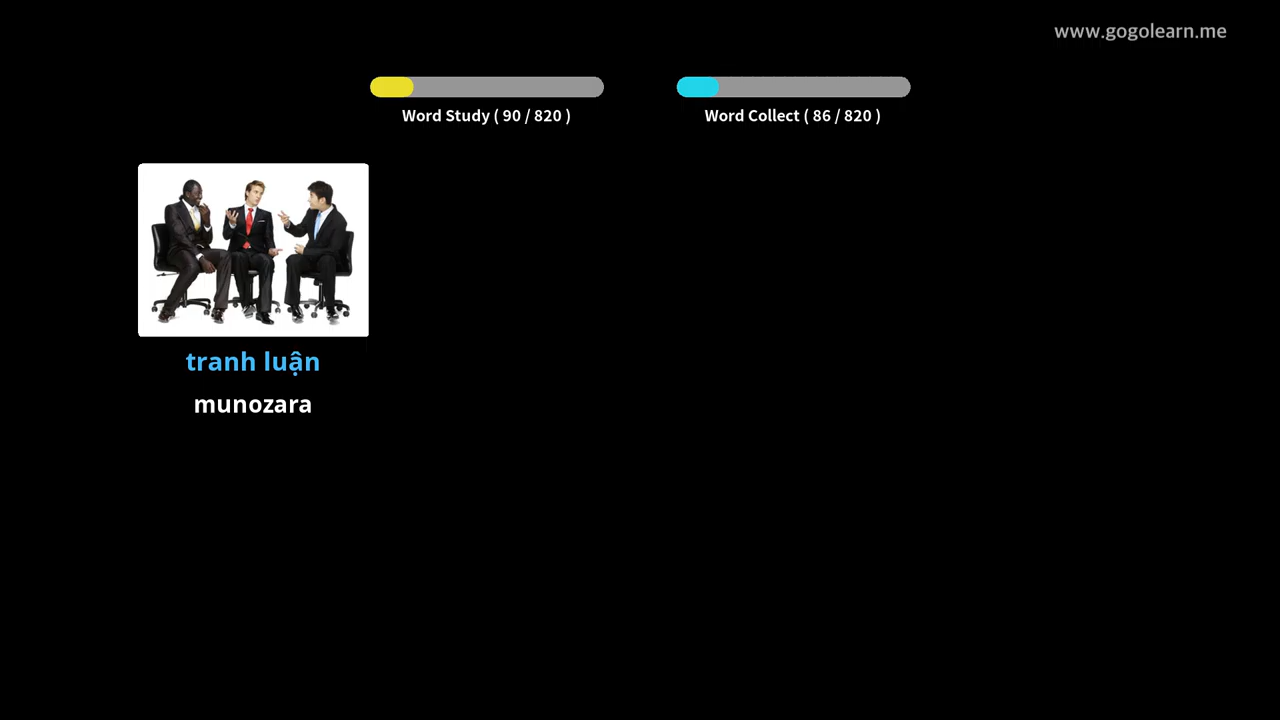 www.gogolearn.me
Word Study ( 90 / 820 )
Word Collect ( 86 / 820 )
tranh luận
munozara